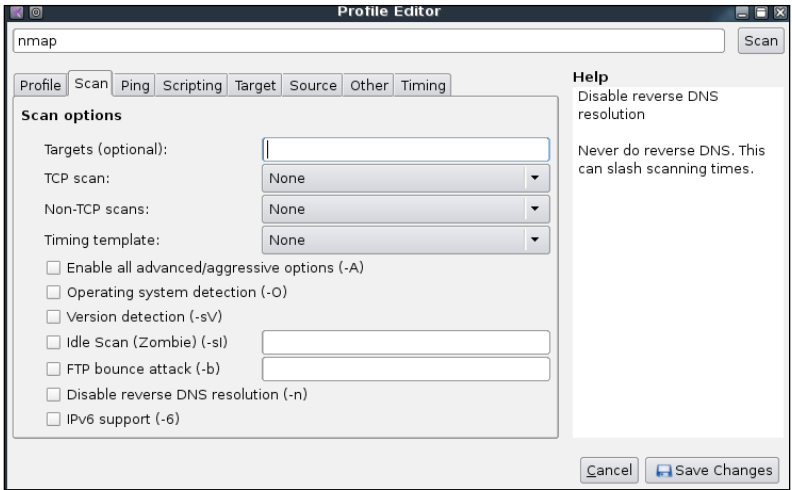 Profile Editor
nmap
Scan
Profile Scan Ping Scripting Target Source Other Timing
Scan options
Targets (optional):
TCP scan: None
Non-TCP scans: None
Timing template: None
Enable all advanced/aggressive options (-A)
Operating system detection (-O)
Version detection (-sV)
Idle Scan (Zombie) (-sI)
FTP bounce attack (-b)
Disable reverse DNS resolution (-n)
IPv6 support (-6)
Help
Disable reverse DNS
resolution
Never do reverse DNS. This
can slash scanning times.
Cancel
Save Changes